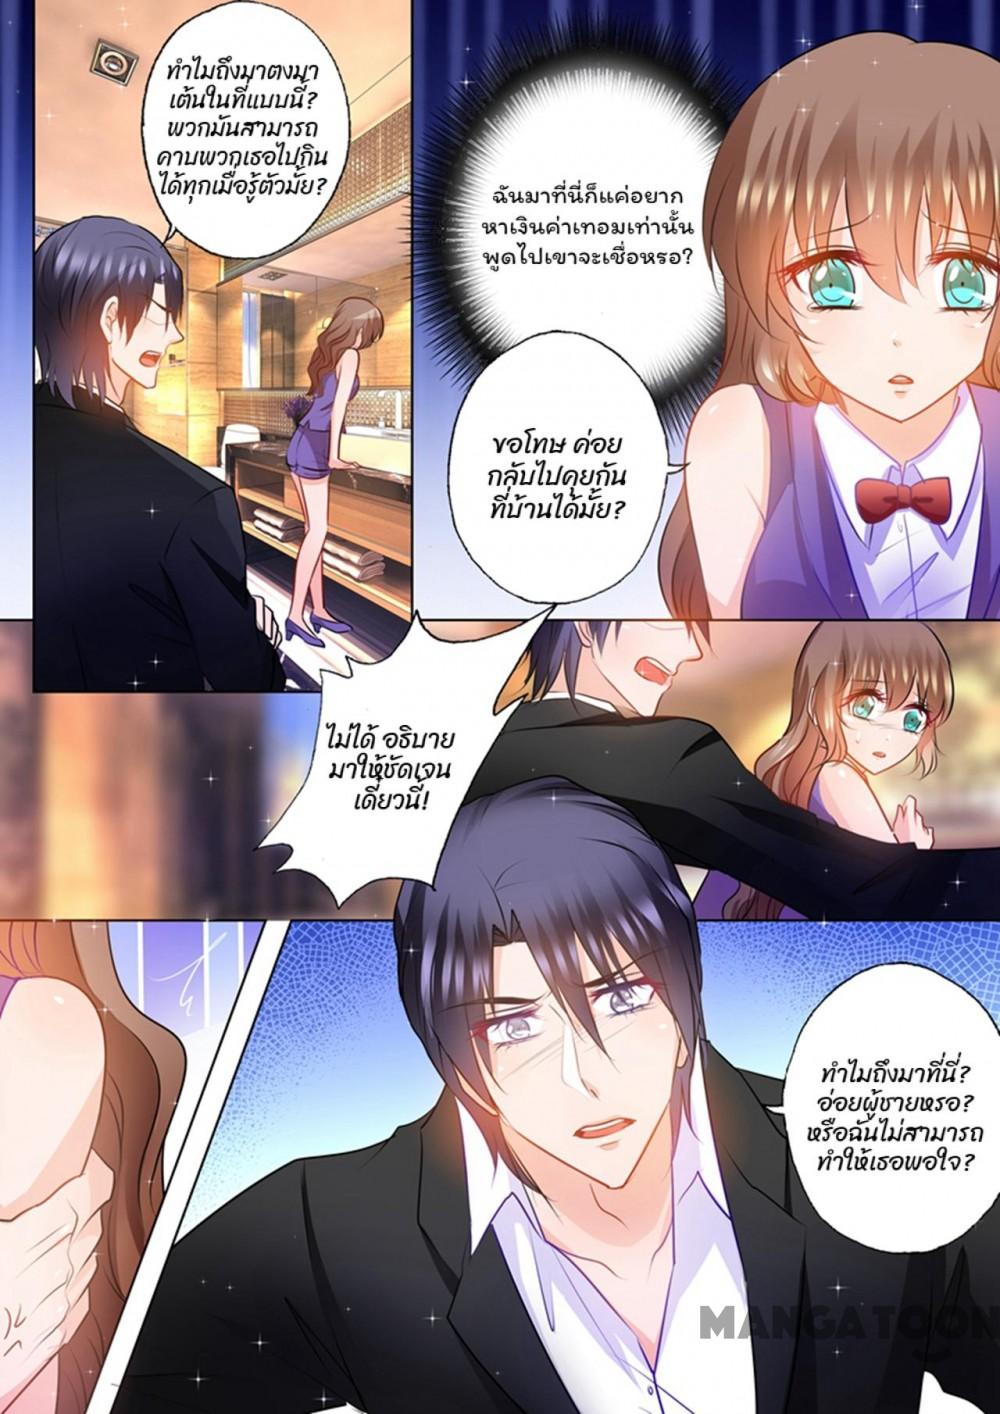 ทำไมถึงมาตงมา
เต้นในที่แบบนี้?
พวกมันสามารถ
คาบพวกเธอไปกิน
ได้ทุกเมื่อรู้ตัวมั้ย?
ฉันมาที่นี่ก็แค่อยาก
หาเงินค่าเทอมเท่านั้น
พูดไปเขาจะเชื่อหรอ?
ขอโทษ ค่อย
กลับไปคุยกัน
ที่บ้านได้มั้ย?
ไม่ได้ อธิบาย
มาให้ชัดเจน
เดี๋ยวนี้!
ทำไมถึงมาที่นี่?
อ่อยผู้ชายหรอ?
หรือฉันไม่สามารถ
ทำให้เธอพอใจ?
MANGATOON